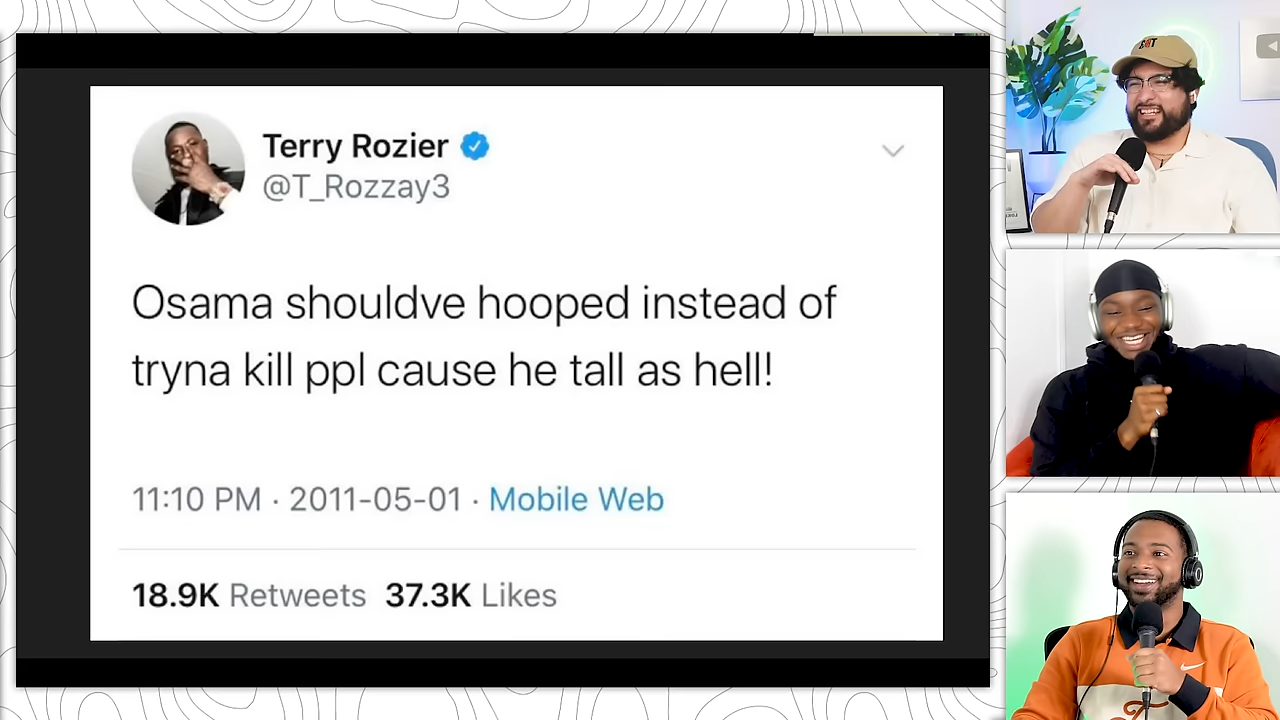 Terry Rozier
@T_Rozzay3
Osama shouldve hooped instead of
tryna kill ppl cause he tall as hell!
11:10 PM · 2011-05-01 · Mobile Web
18.9K Retweets 37.3K Likes